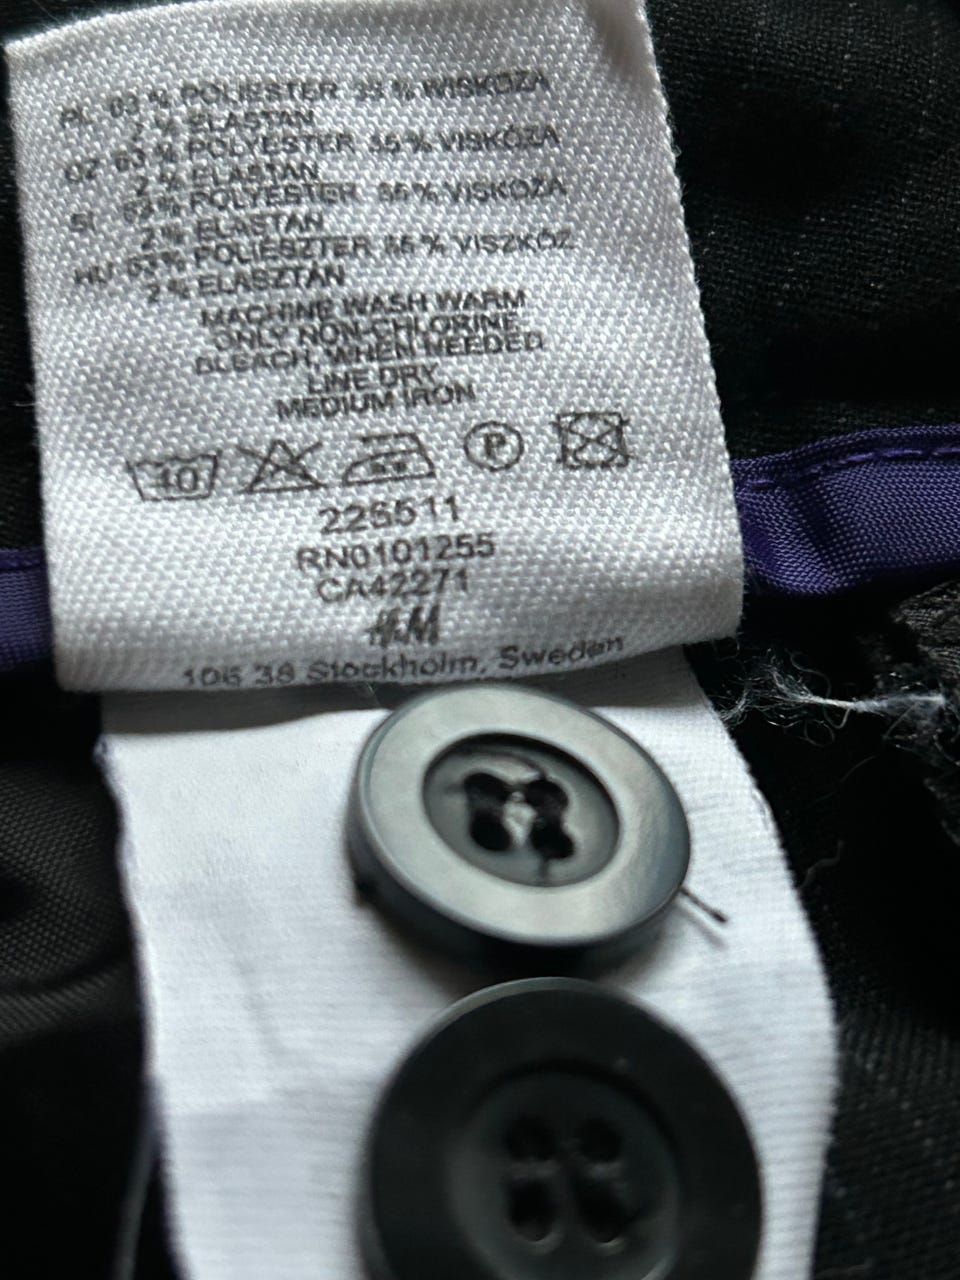 PL: 63 % POLIESTER 35 % WISKOZA
2 % ELASTAN
CZ: 63 % POLYESTER 35 % VISKÓZA
2 % ELASTAN
SI: 63 % POLYESTER 35 % VISKOZA
2 % ELASTAN
HU: 63 % POLIÉSZTER 35 % VISZKÓZ
2 % ELASZTÁN
MACHINE WASH WARM
ONLY NON-CHLORINE
BLEACH, WHEN NEEDED
LINE DRY
MEDIUM IRON
40 P
226511
RN0101255
CA42271
H&M
106 38 Stockholm, Sweden